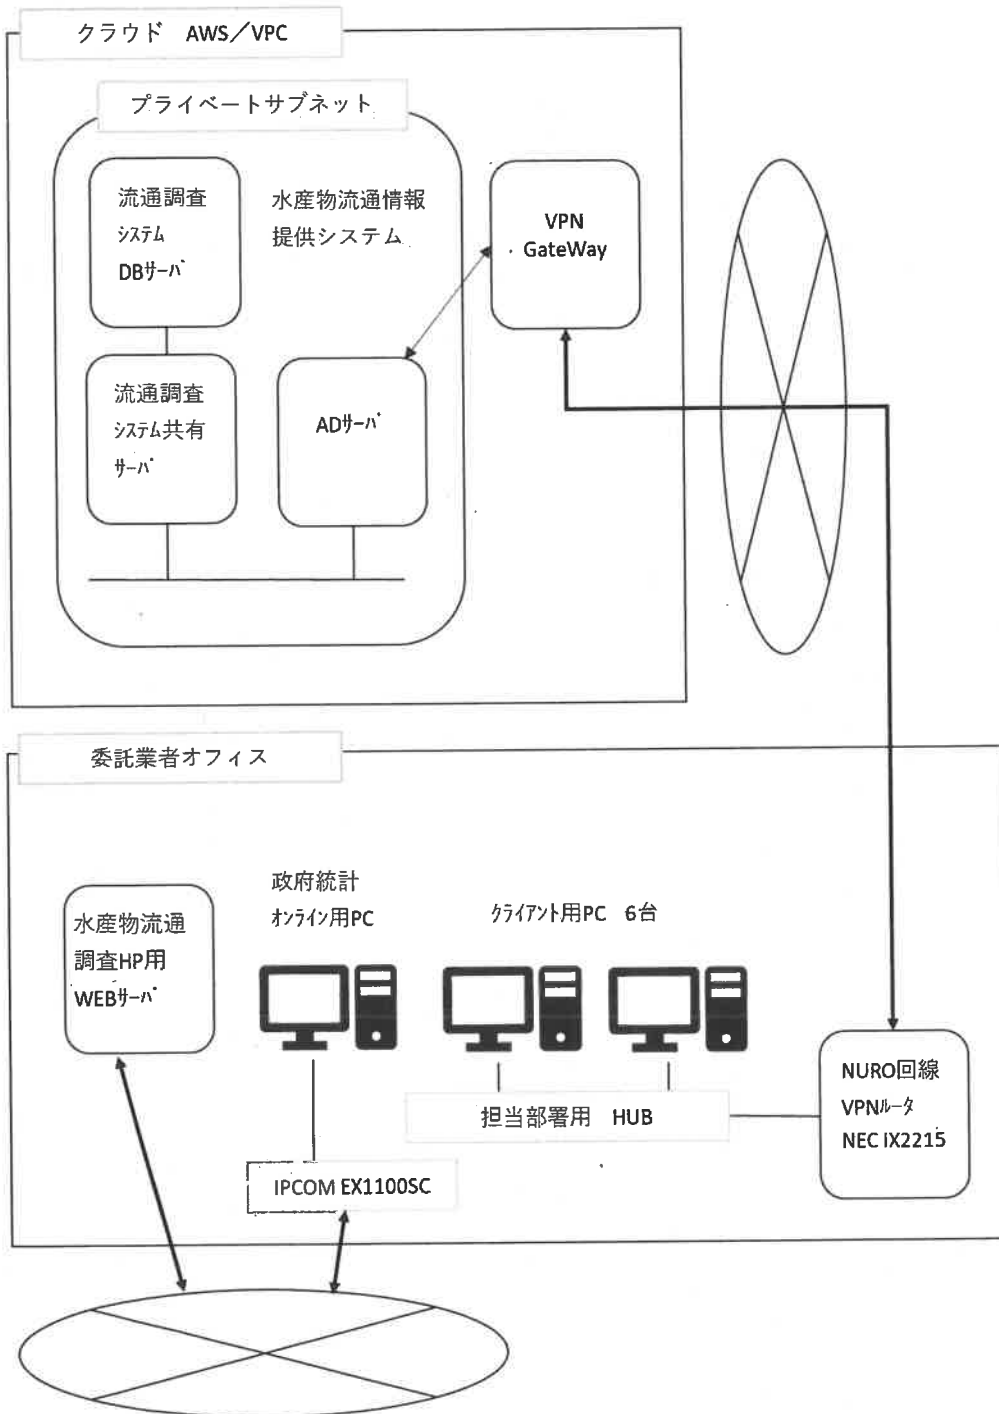 クラウド　AWS／VPC
プライベートサブネット
流通調査
ｼｽﾃﾑ
DBｻｰﾊﾞ
水産物流通情報
提供システム
VPN
GateWay
流通調査
ｼｽﾃﾑ共有
ｻｰﾊﾞ
ADｻｰﾊﾞ
委託業者オフィス
水産物流通
調査HP用
WEBｻｰﾊﾞ
政府統計
ｵﾝﾗｲﾝ用PC
ｸﾗｲｱﾝﾄ用PC　6台
担当部署用　HUB
IPCOM EX1100SC
NURO回線
VPNﾙｰﾀ
NEC IX2215